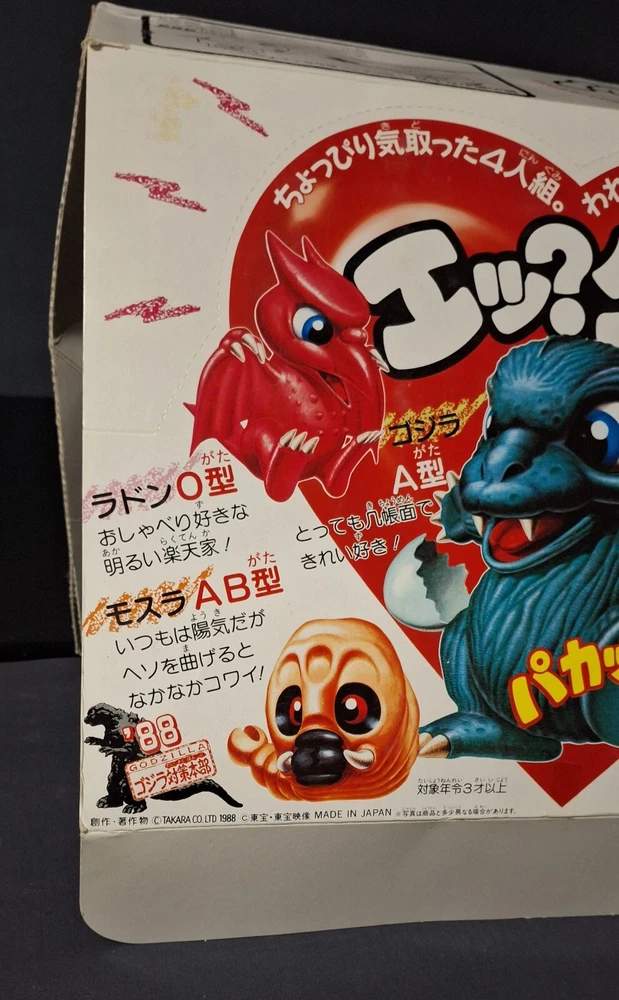 ちょっぴり気取った4人組。
エッ?
ゴジラ
A型
とっても几帳面で
きれい好き!
ラドン O型
おしゃべり好きな
明るい楽天家!
モスラ AB型
いつもは陽気だが
ヘソを曲げると
なかなかコワイ!
パカッ
'88
GODZILLA
ゴジラ対策本部
対象年令3才以上
創作・著作物 ©TAKARA CO.LTD 1988 ©東宝・東宝映像 MADE IN JAPAN ※写真は商品と多少異なる場合があります。